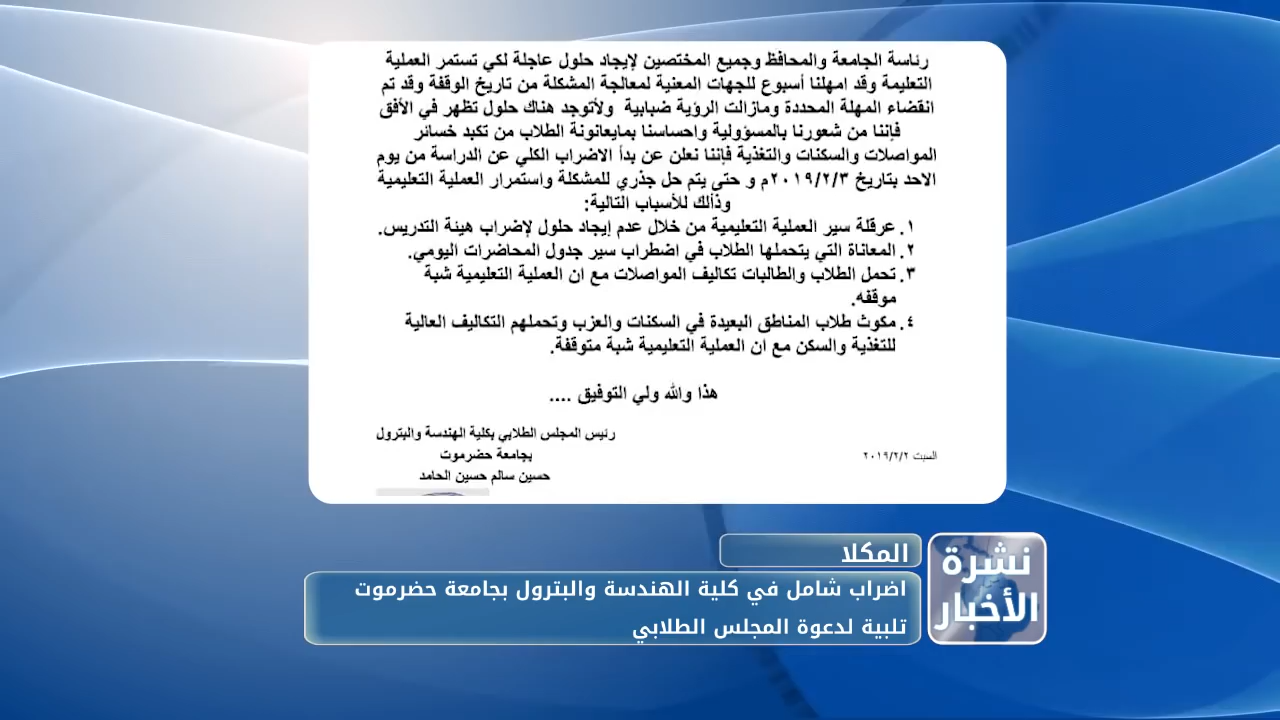 رئاسة الجامعة والمحافظ وجميع المختصين لإيجاد حلول عاجلة لكي تستمر العملية
التعليمة وقد امهلنا أسبوع للجهات المعنية لمعالجة المشكلة من تاريخ الوقفة وقد تم
انقضاء المهلة المحددة ومازالت الرؤية ضبابية ولأتوجد هناك حلول تظهر في الأفق
فإننا من شعورنا بالمسؤولية واحساسنا بمايعانونة الطلاب من تكبد خسائر
المواصلات والسكنات والتغذية فإننا نعلن عن بدأ الاضراب الكلي عن الدراسة من يوم
الاحد بتاريخ ٢٠١٩/٢/٣م و حتي يتم حل جذري للمشكلة واستمرار العملية التعليمية
وذألك للأسباب التالية:
١. عرقلة سير العملية التعليمية من خلال عدم إيجاد حلول لإضراب هيئة التدريس.
٢. المعاناة التي يتحملها الطلاب في اضطراب سير جدول المحاضرات اليومي.
٣. تحمل الطلاب والطالبات تكاليف المواصلات مع ان العملية التعليمية شبة
موقفه.
٤. مكوث طلاب المناطق البعيدة في السكنات والعزب وتحملهم التكاليف العالية
للتغذية والسكن مع ان العملية التعليمية شبة متوقفة.
هذا والله ولي التوفيق ....
رئيس المجلس الطلابي بكلية الهندسة والبترول
بجامعة حضرموت
حسين سالم حسين الحامد
السبت ٢٠١٩/٢/٢
نشرة
الأخبار
المكلا
اضراب شامل في كلية الهندسة والبترول بجامعة حضرموت
تلبية لدعوة المجلس الطلابي